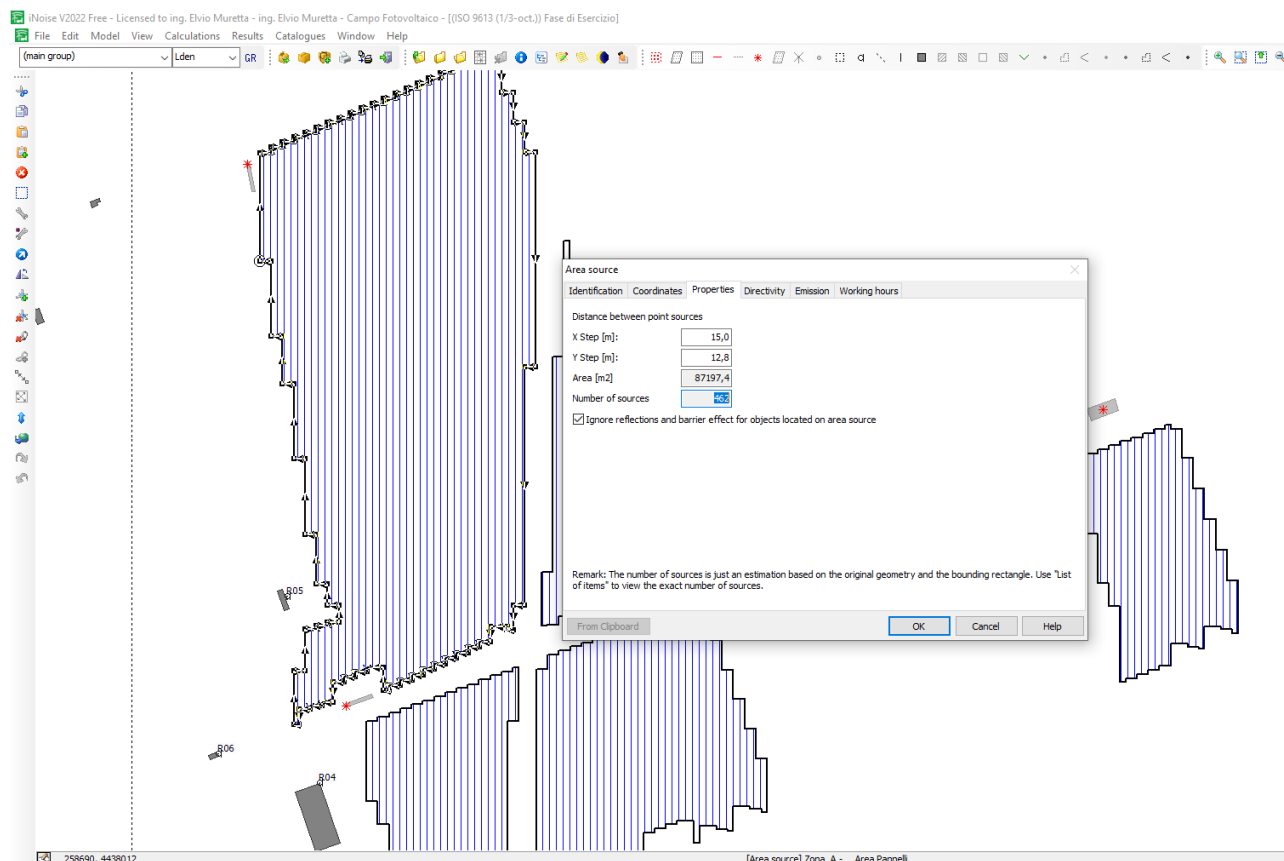 iNoise V2022 Free - Licensed to ing. Elvio Muretta - ing. Elvio Muretta - Campo Fotovoltaico - [(ISO 9613 (1/3-oct.)) Fase di Esercizio]
File Edit Model View Calculations Results Catalogues Window Help
(main group) Lden GR
Area source
Identification Coordinates Properties Directivity Emission Working hours
Distance between point sources
X Step [m]: 15,0
Y Step [m]: 12,8
Area [m2] 87197,4
Number of sources 462
Ignore reflections and barrier effect for objects located on area source
Remark: The number of sources is just an estimation based on the original geometry and the bounding rectangle. Use "List
of items" to view the exact number of sources.
From Clipboard OK Cancel Help
R05
R06
R04
258690, 4438012 [Area source] Zona_A - Area Pannelli